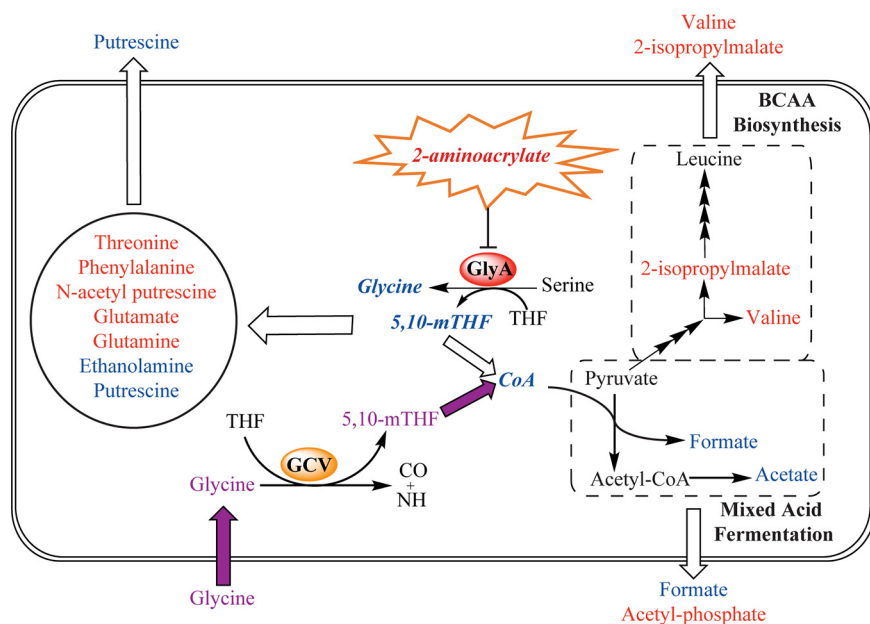 Putrescine
Valine
2-isopropylmalate
BCAA
Biosynthesis
2-aminoacrylate
Leucine
Threonine
Phenylalanine
N-acetyl putrescine
Glutamate
Glutamine
Ethanolamine
Putrescine
GlyA
Glycine
Serine
5,10-mTHF
THF
2-isopropylmalate
Valine
CoA
Pyruvate
THF
5,10-mTHF
GCV
Glycine
CO
+
NH
Formate
Acetyl-CoA
Acetate
Mixed Acid
Fermentation
Glycine
Formate
Acetyl-phosphate